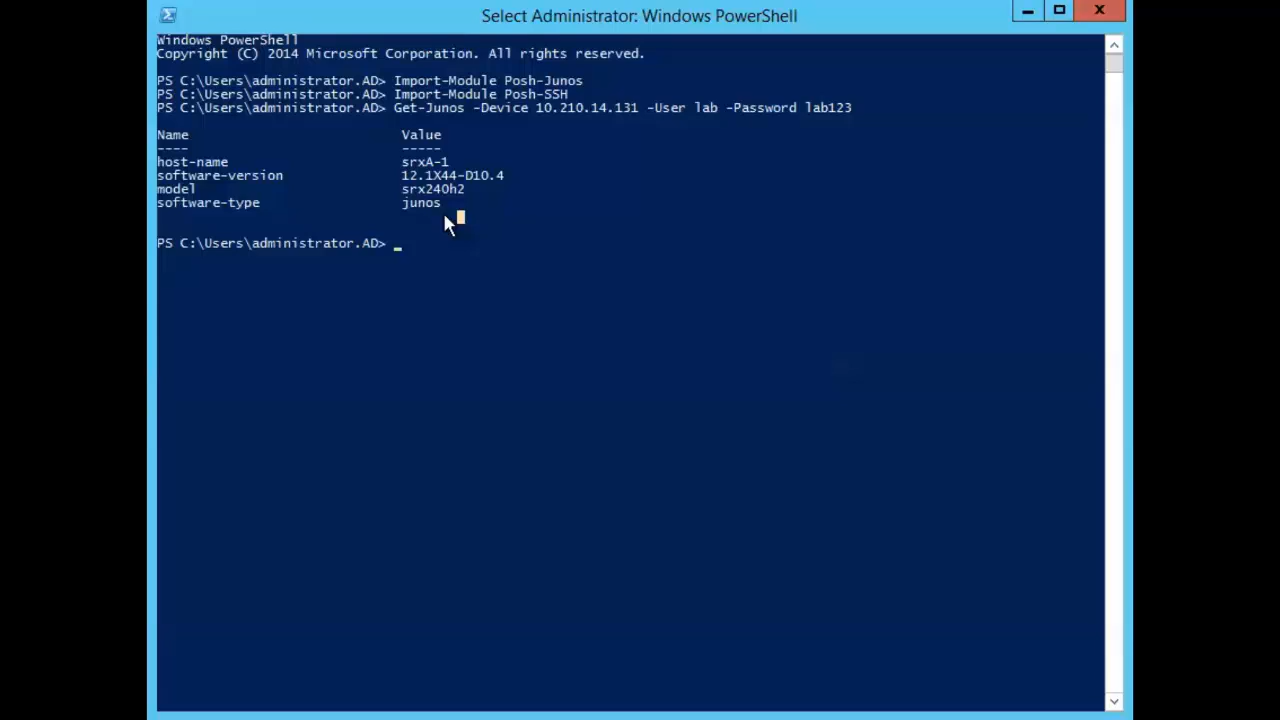 Select Administrator: Windows PowerShell
Windows PowerShell
Copyright (C) 2014 Microsoft Corporation. All rights reserved.
PS C:\Users\administrator.AD> Import-Module Posh-Junos
PS C:\Users\administrator.AD> Import-Module Posh-SSH
PS C:\Users\administrator.AD> Get-Junos -Device 10.210.14.131 -User lab -Password lab123
Name Value
---- -----
host-name srxA-1
software-version 12.1X44-D10.4
model srx240h2
software-type junos
PS C:\Users\administrator.AD> _